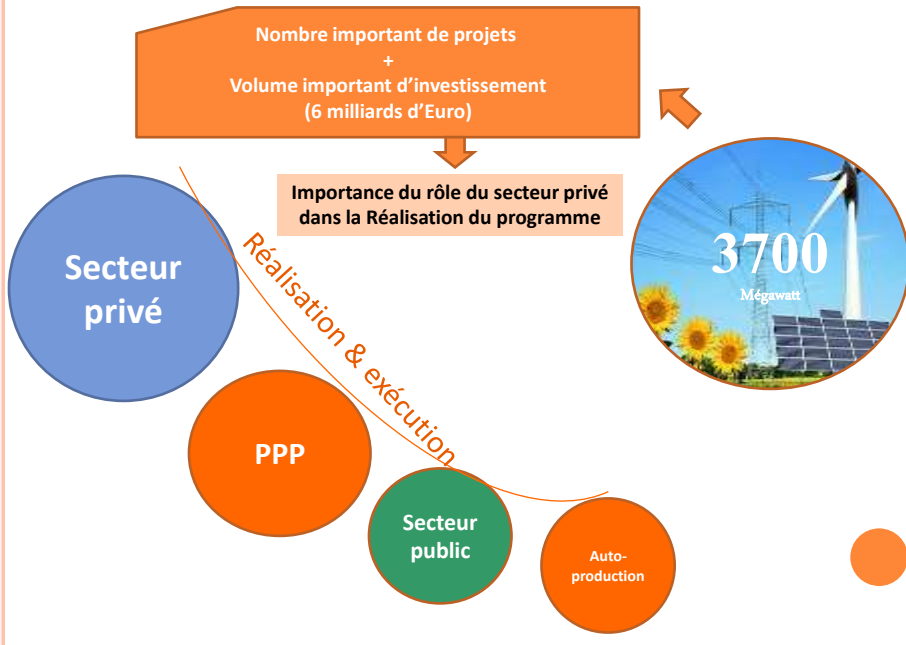 Nombre important de projets
+
Volume important d'investissement
(6 milliards d'Euro)
Importance du rôle du secteur privé
dans la Réalisation du programme
3700
Mégawatt
Secteur
privé
Réalisation & exécution
PPP
Secteur
public
Auto-
production